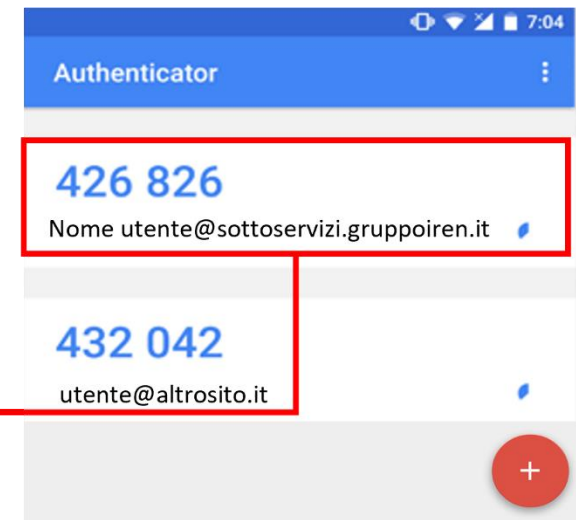 7:04
Authenticator
426 826
Nome utente@sottoservizi.gruppoiren.it
432 042
utente@altrosito.it
+